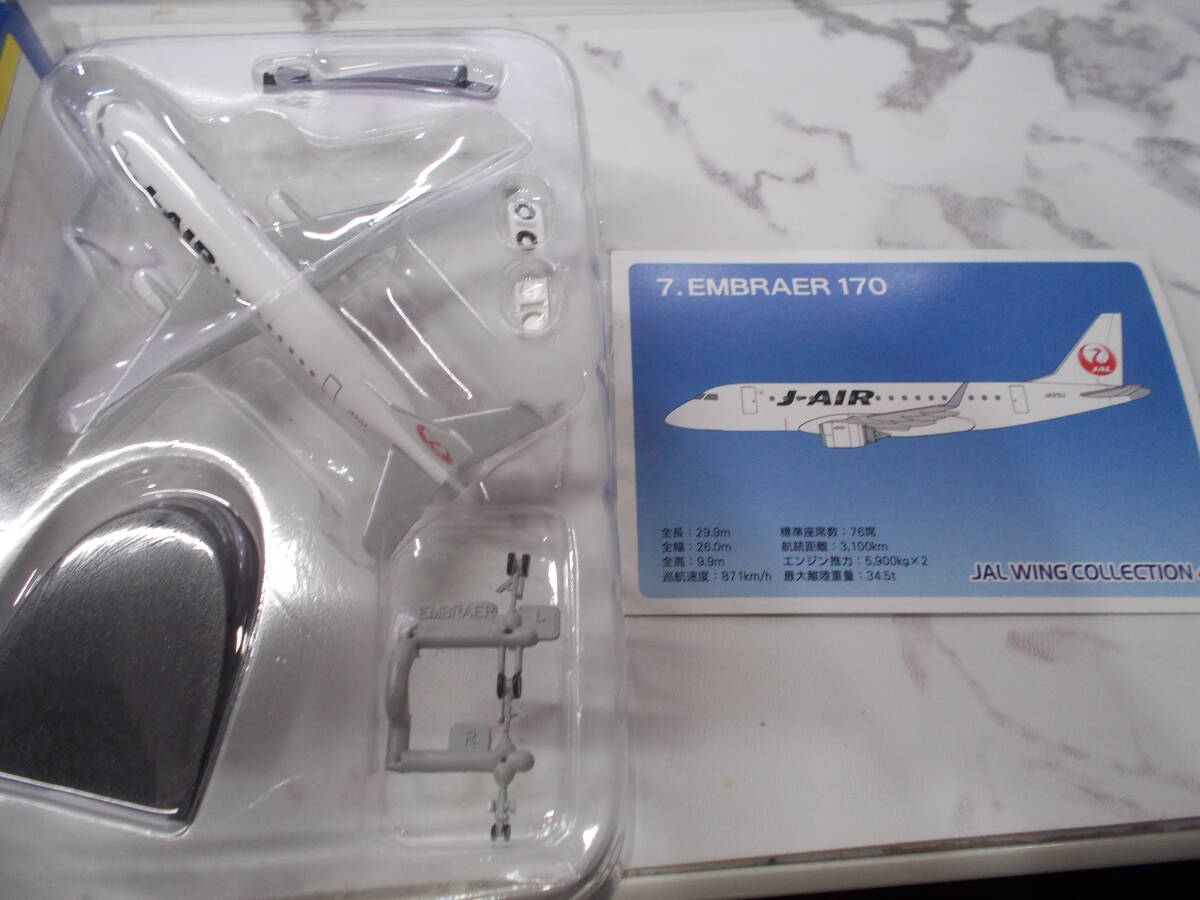 J-AIR
7. EMBRAER 170
JAL
J-AIR
全長：29.9m
全幅：26.0m
全高：9.9m
巡航速度：871km/h
標準座席数：76席
航続距離：3,100km
エンジン推力：5,900kg×2
最大離陸重量：34.5t
JAL WING COLLECTION
EMBRAER
L
R